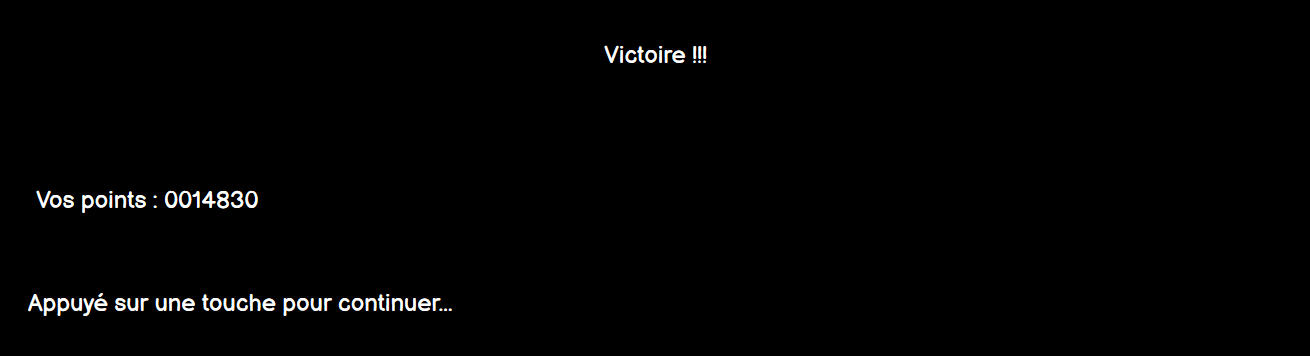 Victoire !!!
Vos points : 0014830
Appuyé sur une touche pour continuer...